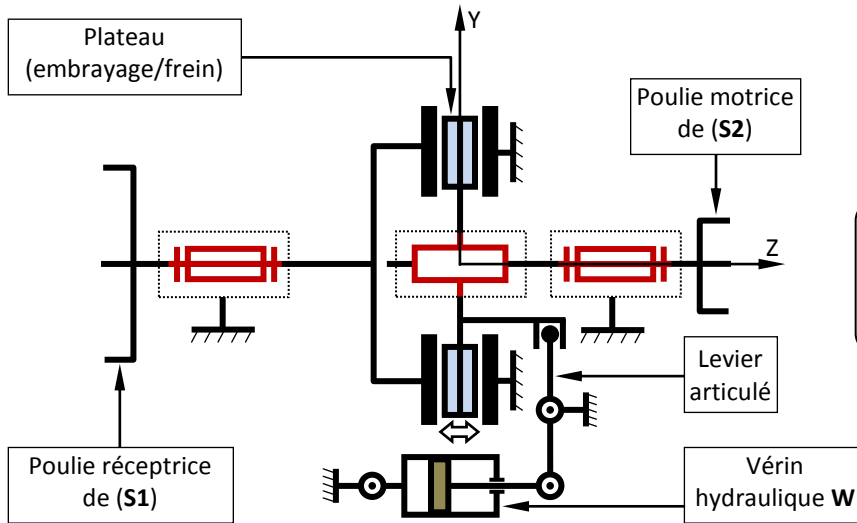 Plateau
(embrayage/frein)
Y
Poulie motrice
de (S2)
Z
Levier
articulé
Poulie réceptrice
de (S1)
Vérin
hydraulique W